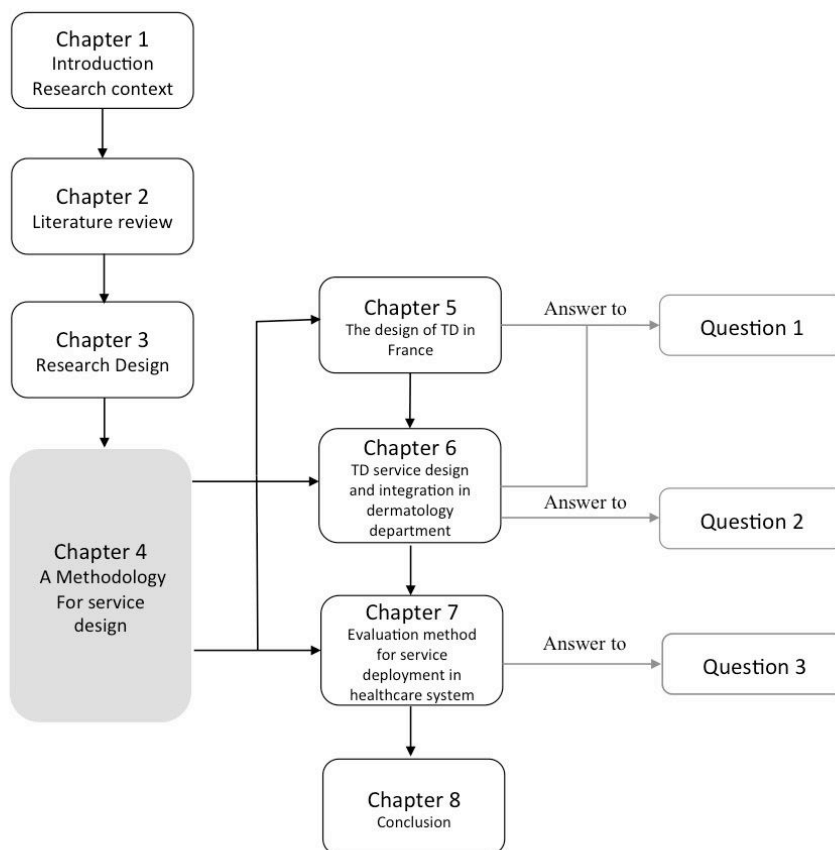 Chapter 1
Introduction
Research context
Chapter 2
Literature review
Chapter 3
Research Design
Chapter 4
A Methodology
For service
design
Chapter 5
The design of TD in
France
Answer to
Question 1
Chapter 6
TD service design
and integration in
dermatology
department
Answer to
Question 2
Chapter 7
Evaluation method
for service
deployment in
healthcare system
Answer to
Question 3
Chapter 8
Conclusion